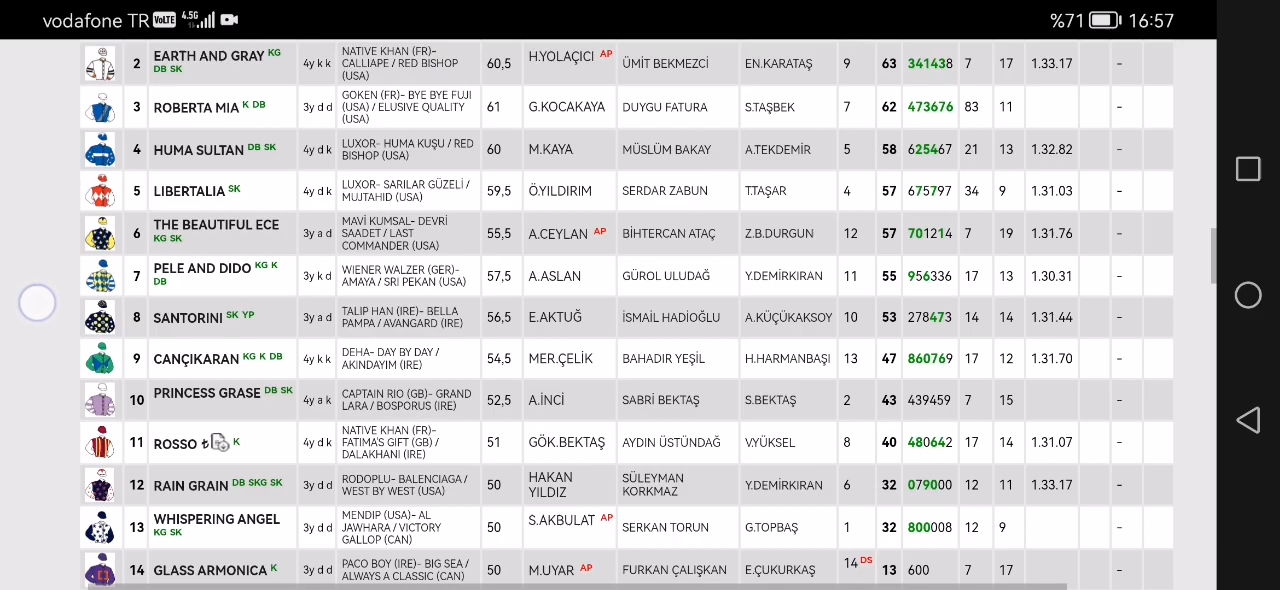 vodafone TR VoLTE 4.5G %71 16:57
2 EARTH AND GRAY KG DB SK 4y k k NATIVE KHAN (FR)- CALLIAPE / RED BISHOP (USA) 60,5 H.YOLAÇICI AP ÜMİT BEKMEZCİ EN.KARATAŞ 9 63 341438 7 17 1.33.17 -
3 ROBERTA MIA K DB 3y d d GOKEN (FR)- BYE BYE FUJI (USA) / ELUSIVE QUALITY (USA) 61 G.KOCAKAYA DUYGU FATURA S.TAŞBEK 7 62 473676 83 11 -
4 HUMA SULTAN DB SK 4y d k LUXOR- HUMA KUŞU / RED BISHOP (USA) 60 M.KAYA MÜSLÜM BAKAY A.TEKDEMİR 5 58 625467 21 13 1.32.82 -
5 LIBERTALIA SK 4y d k LUXOR- SARILAR GÜZELİ / MUJTAHID (USA) 59,5 Ö.YILDIRIM SERDAR ZABUN T.TAŞAR 4 57 675797 34 9 1.31.03 -
6 THE BEAUTIFUL ECE KG SK 3y a d MAVİ KUMSAL- DEVRİ SAADET / LAST COMMANDER (USA) 55,5 A.CEYLAN AP BİHTERCAN ATAÇ Z.B.DURGUN 12 57 701214 7 19 1.31.76 -
7 PELE AND DIDO KG K DB 3y k d WIENER WALZER (GER)- AMAYA / SRI PEKAN (USA) 57,5 A.ASLAN GÜROL ULUDAĞ Y.DEMİRKIRAN 11 55 956336 17 13 1.30.31 -
8 SANTORINI SK YP 3y a d TALIP HAN (IRE)- BELLA PAMPA / AVANGARD (IRE) 56,5 E.AKTUĞ İSMAİL HADİOĞLU A.KÜÇÜKAKSOY 10 53 278473 14 14 1.31.44 -
9 CANÇIKARAN KG K DB 4y k k DEHA- DAY BY DAY / AKINDAYIM (IRE) 54,5 MER.ÇELİK BAHADIR YEŞİL H.HARMANBAŞI 13 47 860769 17 12 1.31.70 -
10 PRINCESS GRASE DB SK 4y a k CAPTAIN RIO (GB)- GRAND LARA / BOSPORUS (IRE) 52,5 A.İNCİ SABRİ BEKTAŞ S.BEKTAŞ 2 43 439459 7 15 -
11 ROSSO ₺ K 4y d k NATIVE KHAN (FR)- FATIMA'S GIFT (GB) / DALAKHANI (IRE) 51 GÖK.BEKTAŞ AYDIN ÜSTÜNDAĞ V.YÜKSEL 8 40 480642 17 14 1.31.07 -
12 RAIN GRAIN DB SKG SK 3y d d RODOPLU- BALENCIAGA / WEST BY WEST (USA) 50 HAKAN YILDIZ SÜLEYMAN KORKMAZ Y.DEMİRKIRAN 6 32 079000 12 11 1.33.17 -
13 WHISPERING ANGEL KG SK 3y d d MENDIP (USA)- AL JAWHARA / VICTORY GALLOP (CAN) 50 S.AKBULAT AP SERKAN TORUN G.TOPBAŞ 1 32 800008 12 9 -
14 GLASS ARMONICA K 3y d d PACO BOY (IRE)- BIG SEA / ALWAYS A CLASSIC (CAN) 50 M.UYAR AP FURKAN ÇALIŞKAN E.ÇUKURKAŞ 14 DS 13 600 7 17 -